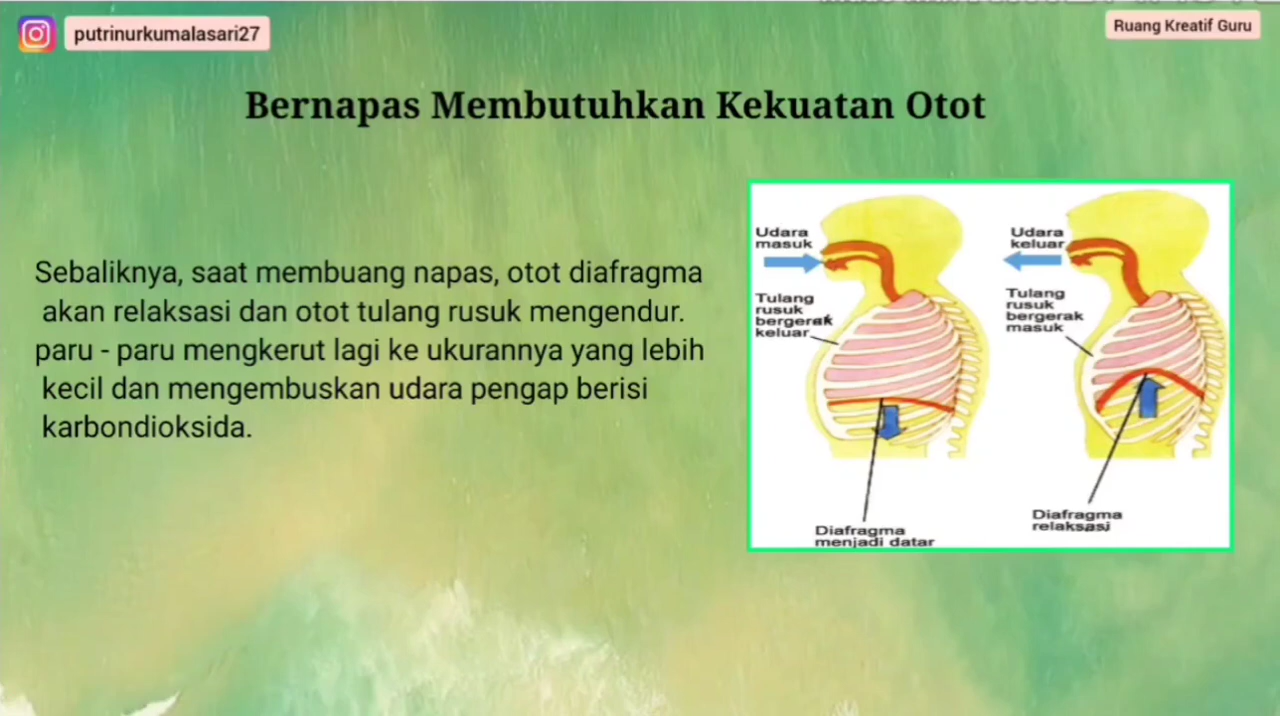 putrinurkumalasari27
Ruang Kreatif Guru
Bernapas Membutuhkan Kekuatan Otot
Sebaliknya, saat membuang napas, otot diafragma
akan relaksasi dan otot tulang rusuk mengendur.
paru - paru mengkerut lagi ke ukurannya yang lebih
kecil dan mengembuskan udara pengap berisi
karbondioksida.
Udara
masuk
Tulang
rusuk
bergerak
keluar
Diafragma
menjadi datar
Udara
keluar
Tulang
rusuk
bergerak
masuk
Diafragma
relaksasi